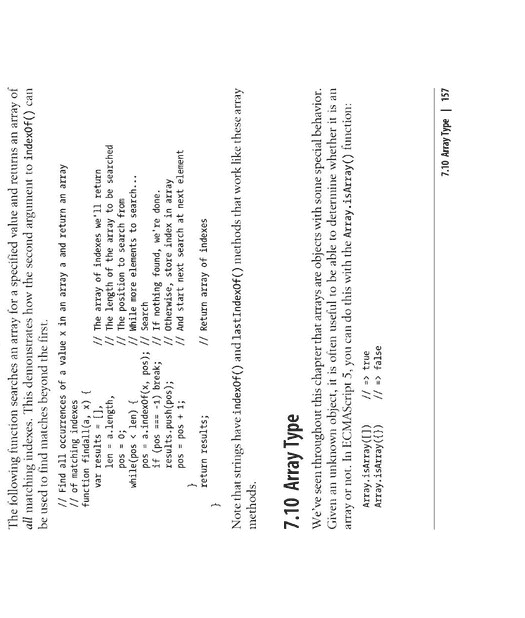 The following function searches an array for a specified value and returns an array of
all matching indexes. This demonstrates how the second argument to indexOf() can
be used to find matches beyond the first.
// Find all occurrences of a value x in an array a and return an array
// of matching indexes
function findall(a, x) {
    var results = [],              // The array of indexes we'll return
        len = a.length,            // The length of the array to be searched
        pos = 0;                   // The position to search from
    while(pos < len) {             // While more elements to search...
        pos = a.indexOf(x, pos);   // Search
        if (pos === -1) break;     // If nothing found, we're done.
        results.push(pos);         // Otherwise, store index in array
        pos = pos + 1;             // And start next search at next element
    }
    return results;                // Return array of indexes
}
Note that strings have indexOf() and lastIndexOf() methods that work like these array
methods.
7.10 Array Type
We've seen throughout this chapter that arrays are objects with some special behavior.
Given an unknown object, it is often useful to be able to determine whether it is an
array or not. In ECMAScript 5, you can do this with the Array.isArray() function:
Array.isArray([])     // => true
Array.isArray({})     // => false
7.10 Array Type | 157